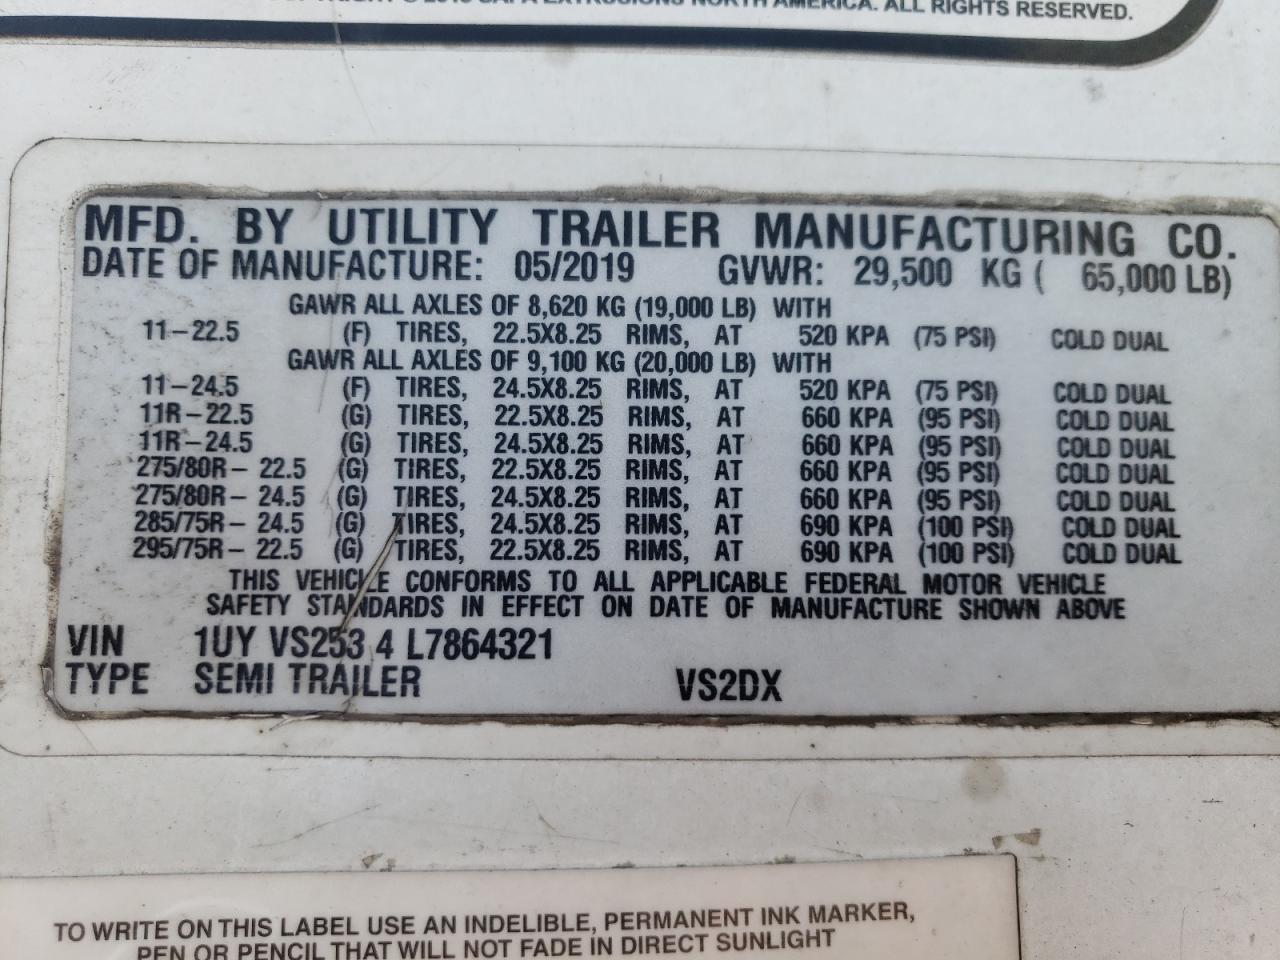 COPYRIGHT © 2018 SAPA EXTRUSIONS NORTH AMERICA. ALL RIGHTS RESERVED.
MFD. BY UTILITY TRAILER MANUFACTURING CO.
DATE OF MANUFACTURE: 05/2019 GVWR: 29,500 KG ( 65,000 LB)
GAWR ALL AXLES OF 8,620 KG (19,000 LB) WITH
11-22.5 (F) TIRES, 22.5X8.25 RIMS, AT 520 KPA (75 PSI) COLD DUAL
GAWR ALL AXLES OF 9,100 KG (20,000 LB) WITH
11-24.5 (F) TIRES, 24.5X8.25 RIMS, AT 520 KPA (75 PSI) COLD DUAL
11R-22.5 (G) TIRES, 22.5X8.25 RIMS, AT 660 KPA (95 PSI) COLD DUAL
11R-24.5 (G) TIRES, 24.5X8.25 RIMS, AT 660 KPA (95 PSI) COLD DUAL
275/80R- 22.5 (G) TIRES, 22.5X8.25 RIMS, AT 660 KPA (95 PSI) COLD DUAL
275/80R- 24.5 (G) TIRES, 24.5X8.25 RIMS, AT 660 KPA (95 PSI) COLD DUAL
285/75R- 24.5 (G) TIRES, 24.5X8.25 RIMS, AT 690 KPA (100 PSI) COLD DUAL
295/75R- 22.5 (G) TIRES, 22.5X8.25 RIMS, AT 690 KPA (100 PSI) COLD DUAL
THIS VEHICLE CONFORMS TO ALL APPLICABLE FEDERAL MOTOR VEHICLE
SAFETY STANDARDS IN EFFECT ON DATE OF MANUFACTURE SHOWN ABOVE
VIN 1UY VS253 4 L7864321
TYPE SEMI TRAILER VS2DX
TO WRITE ON THIS LABEL USE AN INDELIBLE, PERMANENT INK MARKER,
PEN OR PENCIL THAT WILL NOT FADE IN DIRECT SUNLIGHT